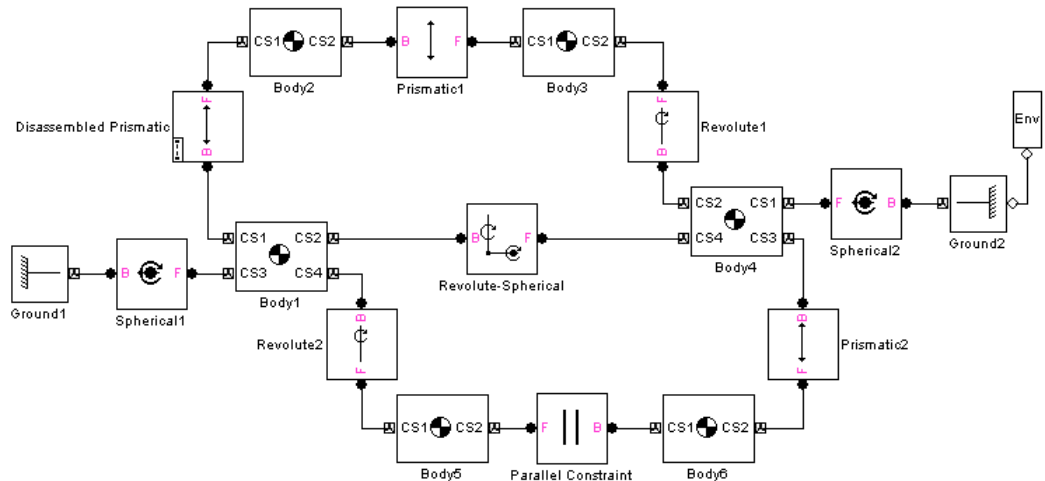 CS1 CS2
Body2
B F
Prismatic1
CS1 CS2
Body3
F
B
Disassembled Prismatic
F
B
Revolute1
Env
CS1 CS2
CS3 CS4
Body1
B F
Revolute-Spherical
CS2 CS1
CS4 CS3
Body4
F B
Spherical2
Ground2
Ground1
B F
Spherical1
Revolute2
B
F
B
F
Prismatic2
CS1 CS2
Body5
F B
Parallel Constraint
CS1 CS2
Body6